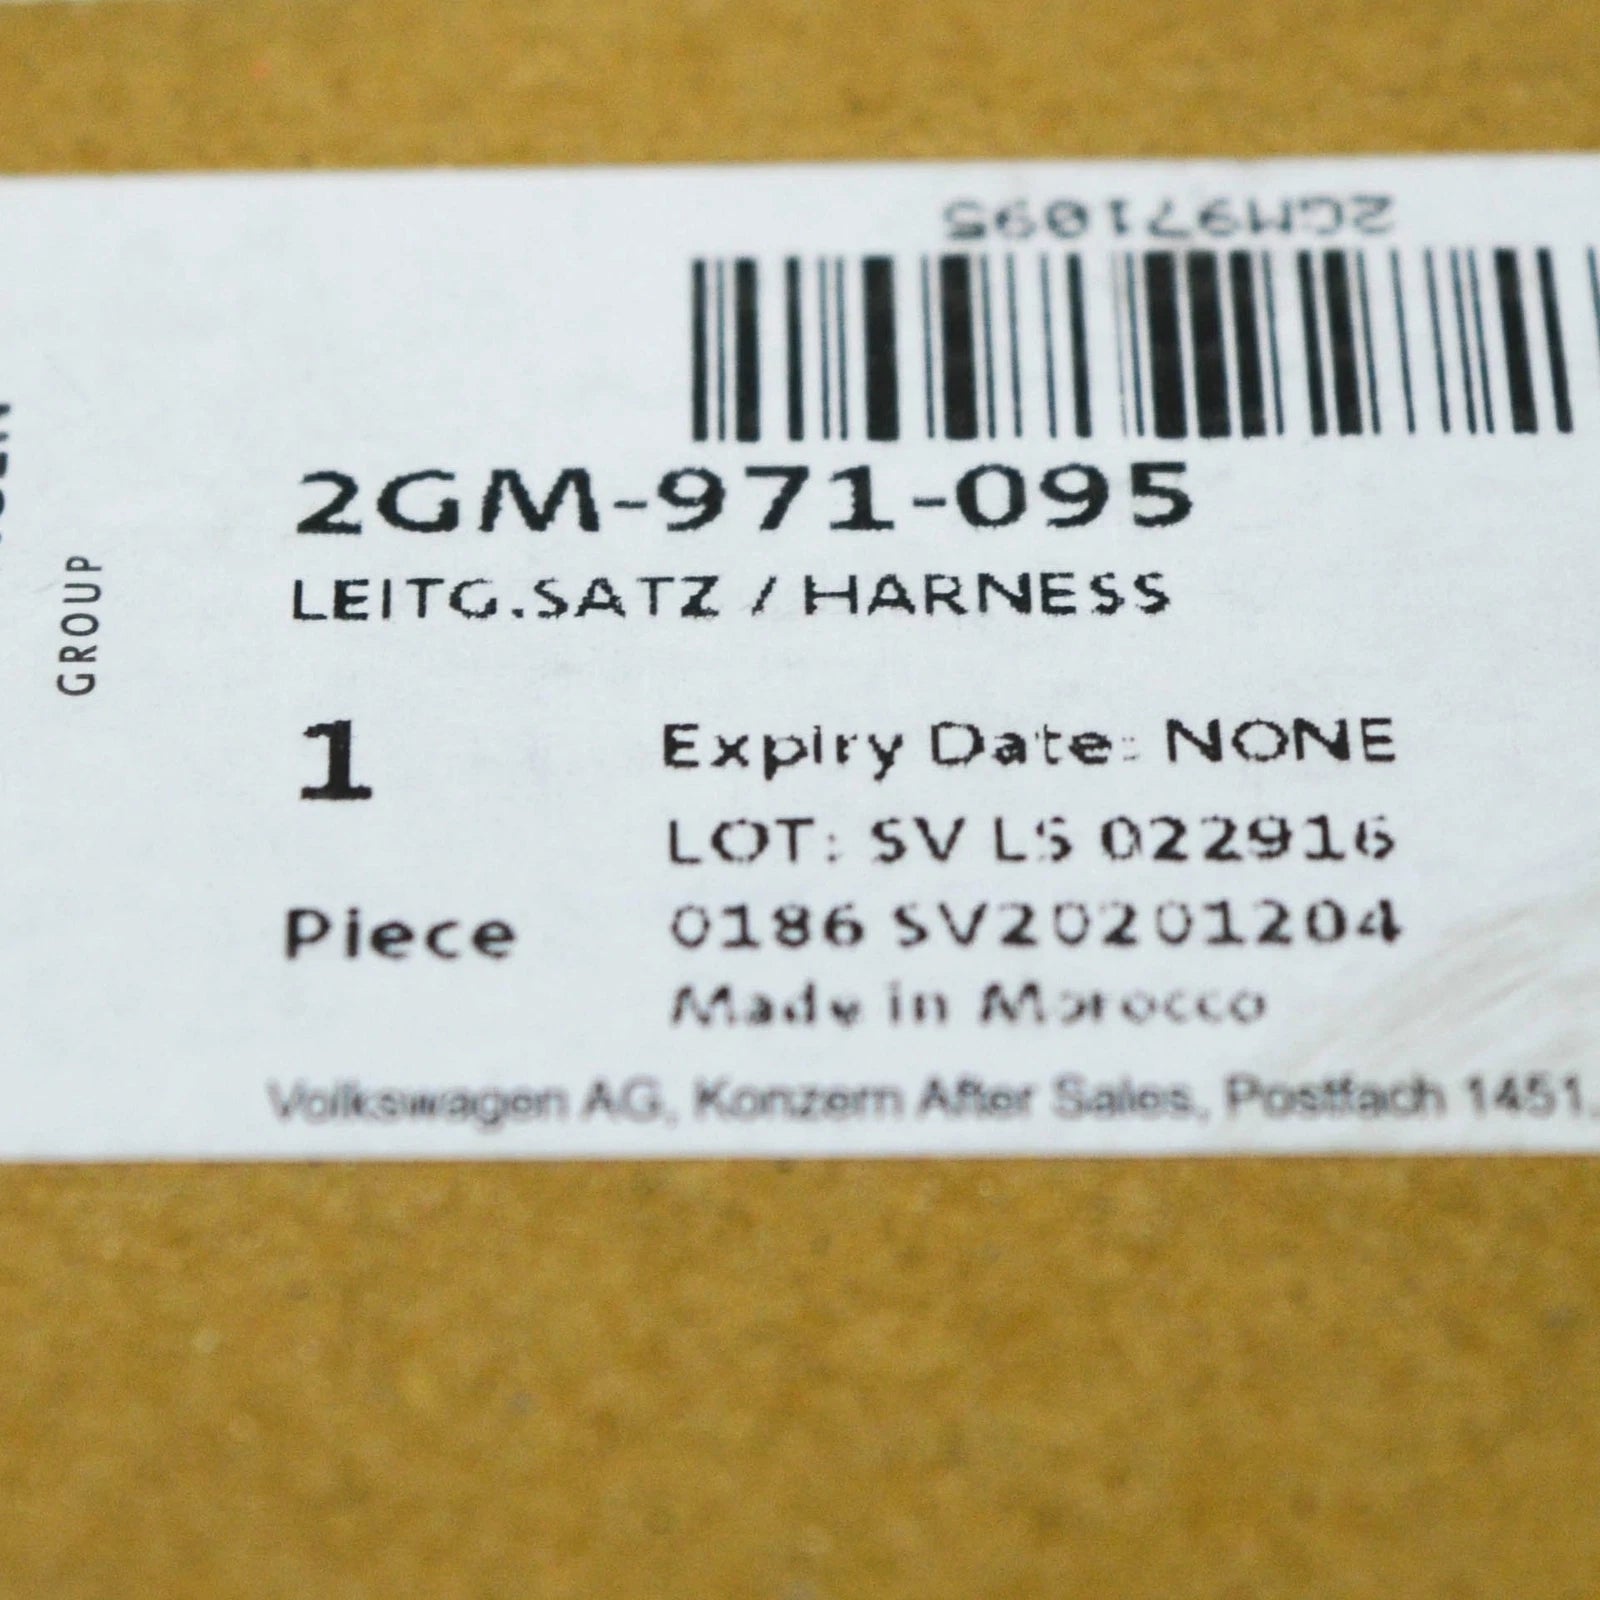 2GM971095
2GM-971-095
LEITG.SATZ / HARNESS
GROUP
1
Expiry Date: NONE
LOT: SV LS 022916
Piece
0186 SV20201204
Made in Morocco
Volkswagen AG, Konzern After Sales, Postfach 1451,